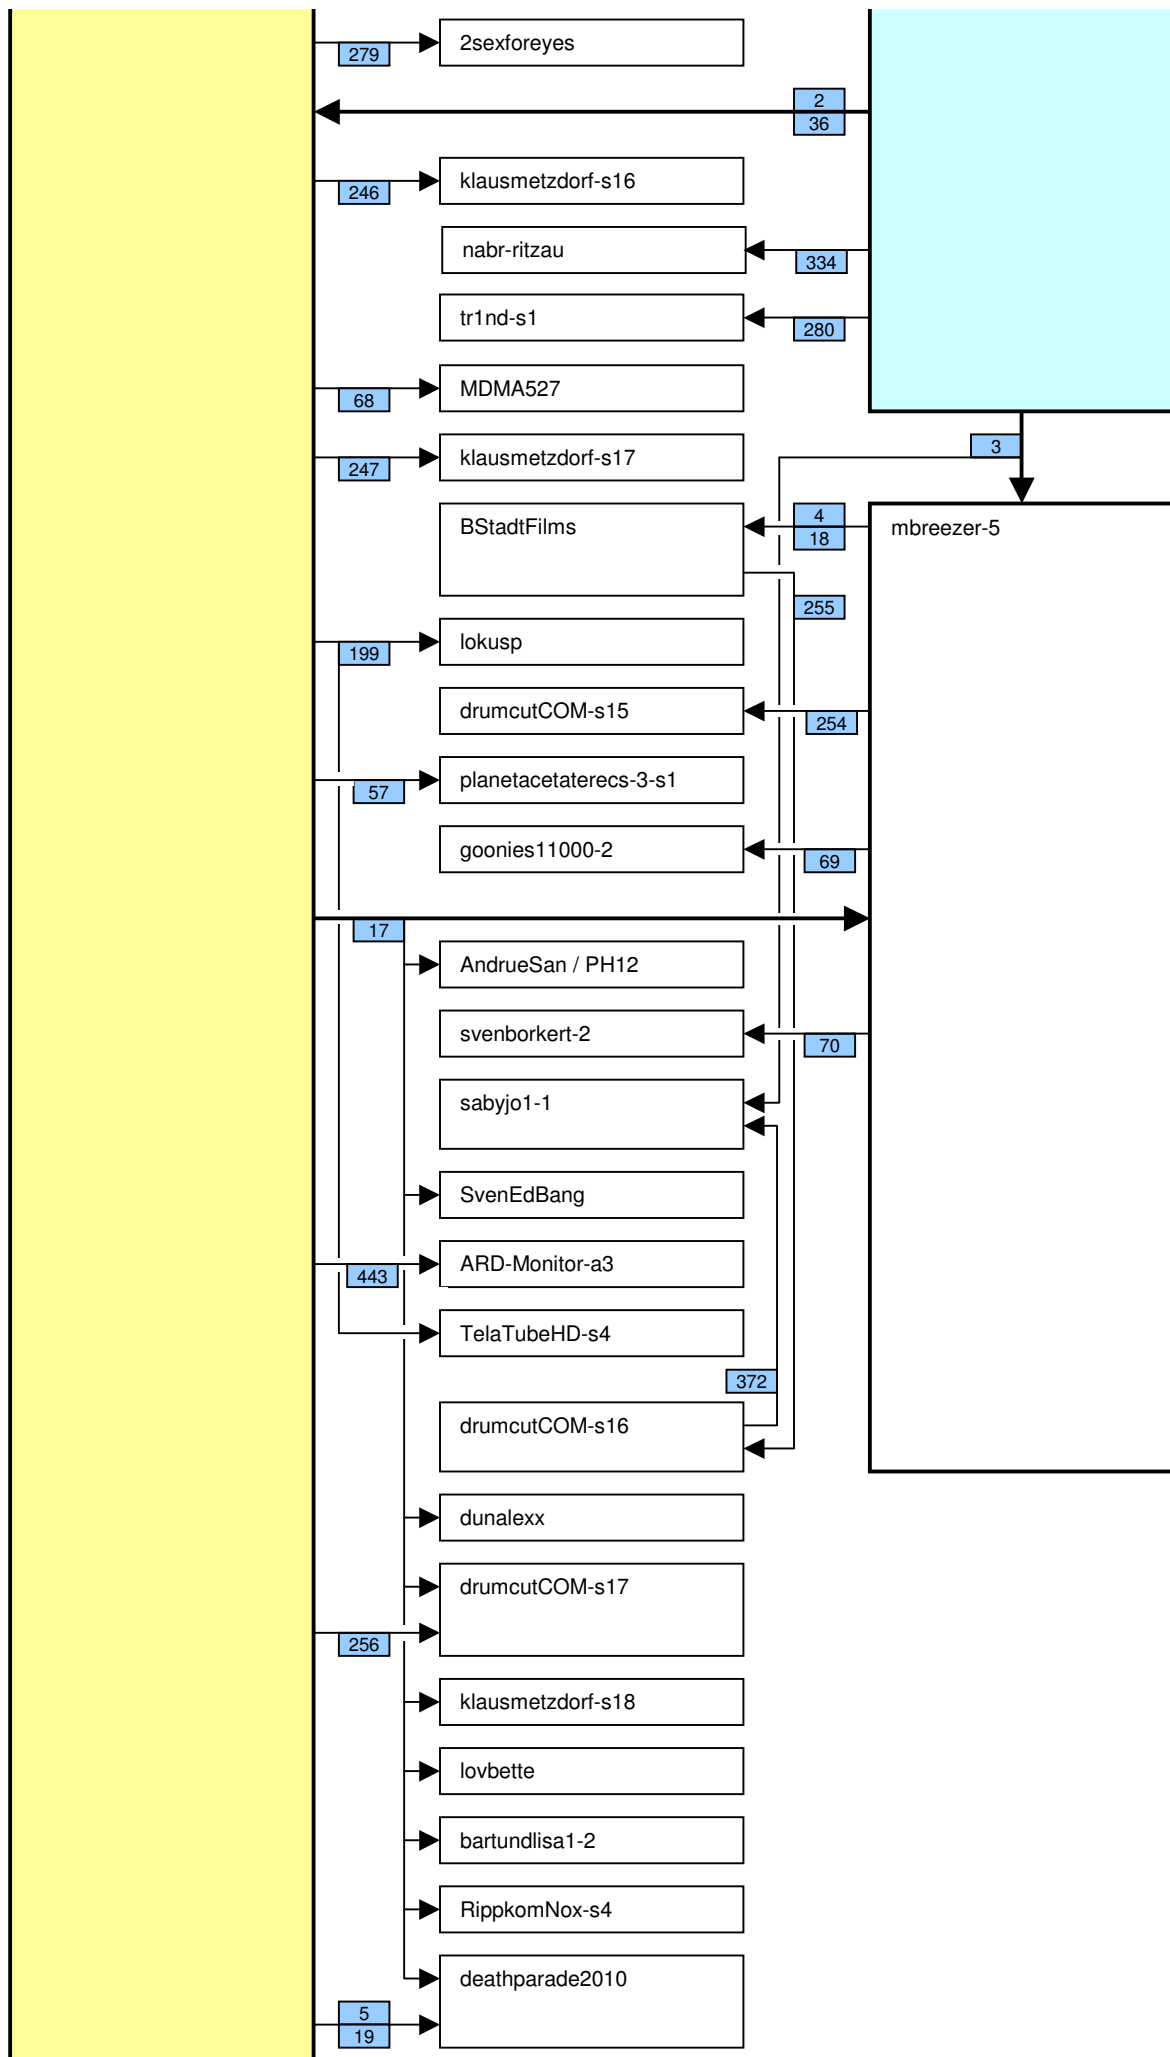 2sexforeyes
279
2
36
klausmetzdorf-s16
246
nabr-ritzau
334
tr1nd-s1
280
MDMA527
68
3
klausmetzdorf-s17
247
BStadtFilms
4
18
mbreezer-5
255
lokusp
199
drumcutCOM-s15
254
planetacetaterecs-3-s1
57
goonies11000-2
69
17
AndrueSan / PH12
svenborkert-2
70
sabyjo1-1
SvenEdBang
ARD-Monitor-a3
443
TelaTubeHD-s4
372
drumcutCOM-s16
dunalexx
drumcutCOM-s17
256
klausmetzdorf-s18
lovbette
bartundlisa1-2
RippkomNox-s4
deathparade2010
5
19